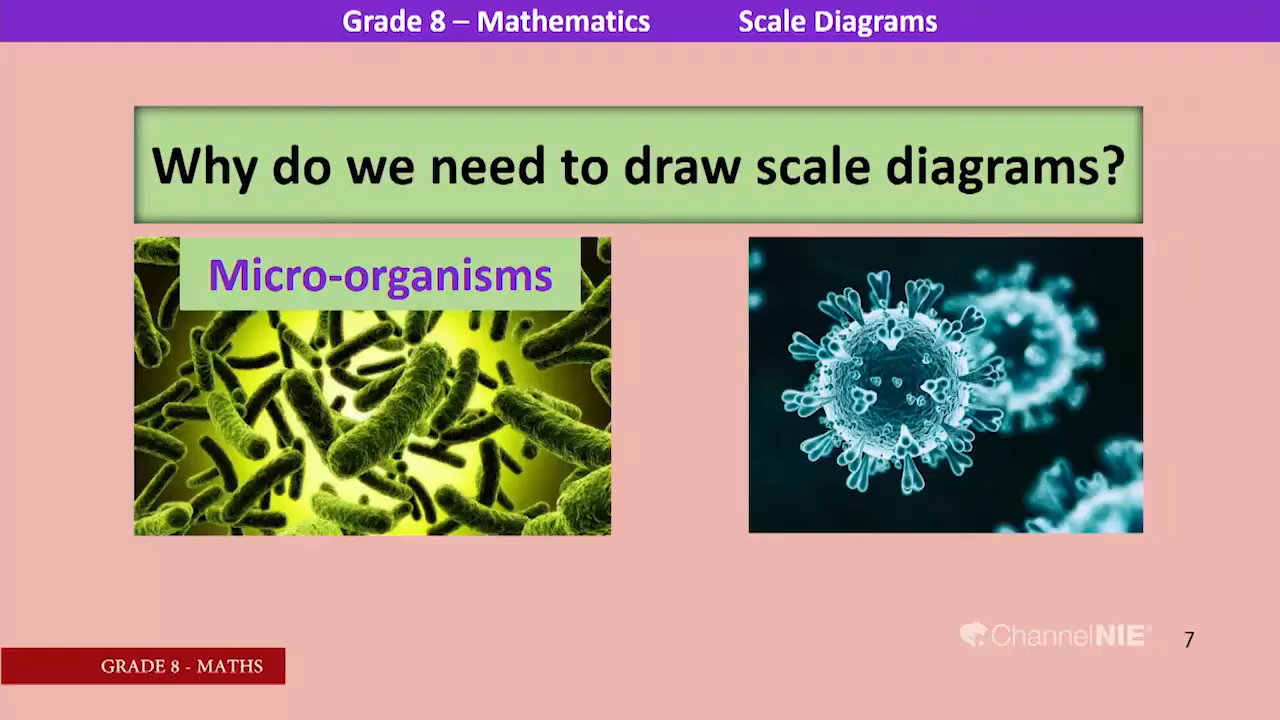 Grade 8 – Mathematics Scale Diagrams
Why do we need to draw scale diagrams?
Micro-organisms
ChannelNIE
7
GRADE 8 - MATHS